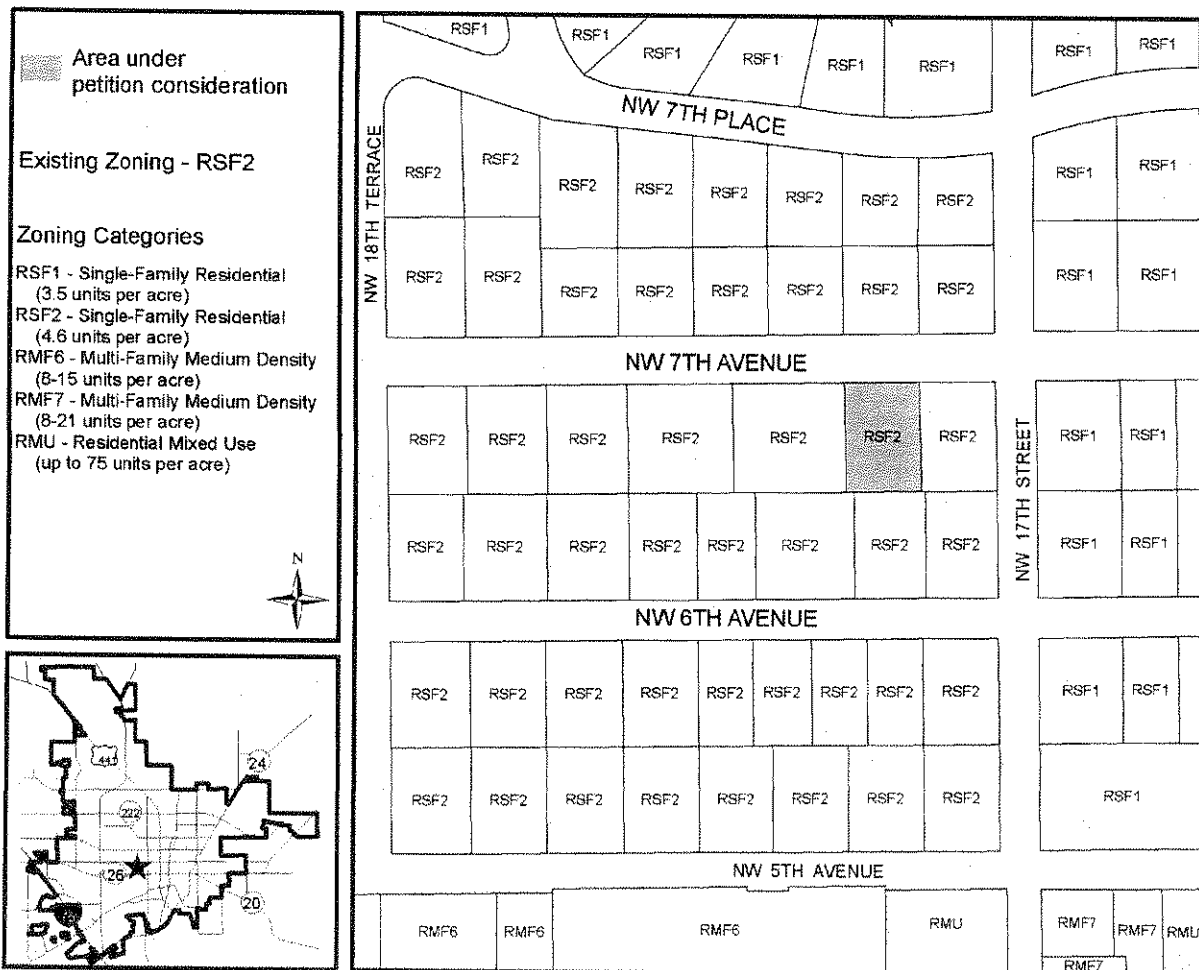 Area under
petition consideration
Existing Zoning - RSF2
Zoning Categories
RSF1 - Single-Family Residential
(3.5 units per acre)
RSF2 - Single-Family Residential
(4.6 units per acre)
RMF6 - Multi-Family Medium Density
(8-15 units per acre)
RMF7 - Multi-Family Medium Density
(8-21 units per acre)
RMU - Residential Mixed Use
(up to 75 units per acre)
N
441
24
222
26
20
RSF1 RSF1 RSF1 RSF1 RSF1 RSF1 RSF1 RSF1
NW 7TH PLACE
NW 18TH TERRACE
RSF2 RSF2 RSF2 RSF2 RSF2 RSF2 RSF2 RSF2 RSF1 RSF1
RSF2 RSF2 RSF2 RSF2 RSF2 RSF2 RSF2 RSF2 RSF1 RSF1
NW 7TH AVENUE
RSF2 RSF2 RSF2 RSF2 RSF2 RSF2 RSF2 RSF1 RSF1
NW 17TH STREET
RSF2 RSF2 RSF2 RSF2 RSF2 RSF2 RSF2 RSF2 RSF1 RSF1
NW 6TH AVENUE
RSF2 RSF2 RSF2 RSF2 RSF2 RSF2 RSF2 RSF2 RSF2 RSF1 RSF1
RSF2 RSF2 RSF2 RSF2 RSF2 RSF2 RSF2 RSF2 RSF1
NW 5TH AVENUE
RMF6 RMF6 RMF6 RMU RMF7 RMF7 RMU
RMF7